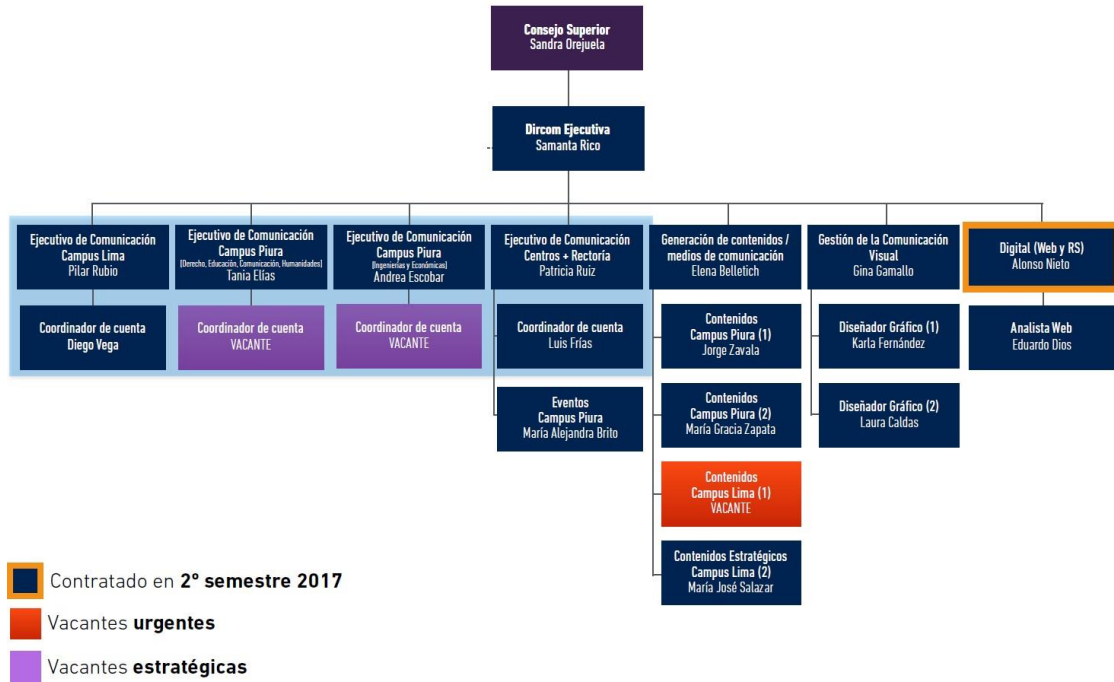 Consejo Superior
Sandra Orejuela
Dircom Ejecutiva
Samanta Rico
Ejecutivo de Comunicación
Campus Lima
Pilar Rubio
Ejecutivo de Comunicación
Campus Piura
[Derecho, Educación, Comunicación, Humanidades]
Tania Elías
Ejecutivo de Comunicación
Campus Piura
[Ingenierías y Económicas]
Andrea Escobar
Ejecutivo de Comunicación
Centros + Rectoría
Patricia Ruiz
Generación de contenidos /
medios de comunicación
Elena Belletich
Gestión de la Comunicación
Visual
Gina Gamallo
Digital (Web y RS)
Alonso Nieto
Coordinador de cuenta
Diego Vega
Coordinador de cuenta
VACANTE
Coordinador de cuenta
VACANTE
Coordinador de cuenta
Luis Frías
Contenidos
Campus Piura (1)
Jorge Zavala
Diseñador Gráfico (1)
Karla Fernández
Analista Web
Eduardo Dios
Eventos
Campus Piura
María Alejandra Brito
Contenidos
Campus Piura (2)
María Gracia Zapata
Diseñador Gráfico (2)
Laura Caldas
Contenidos
Campus Lima (1)
VACANTE
Contenidos Estratégicos
Campus Lima (2)
María José Salazar
Contratado en 2º semestre 2017
Vacantes urgentes
Vacantes estratégicas